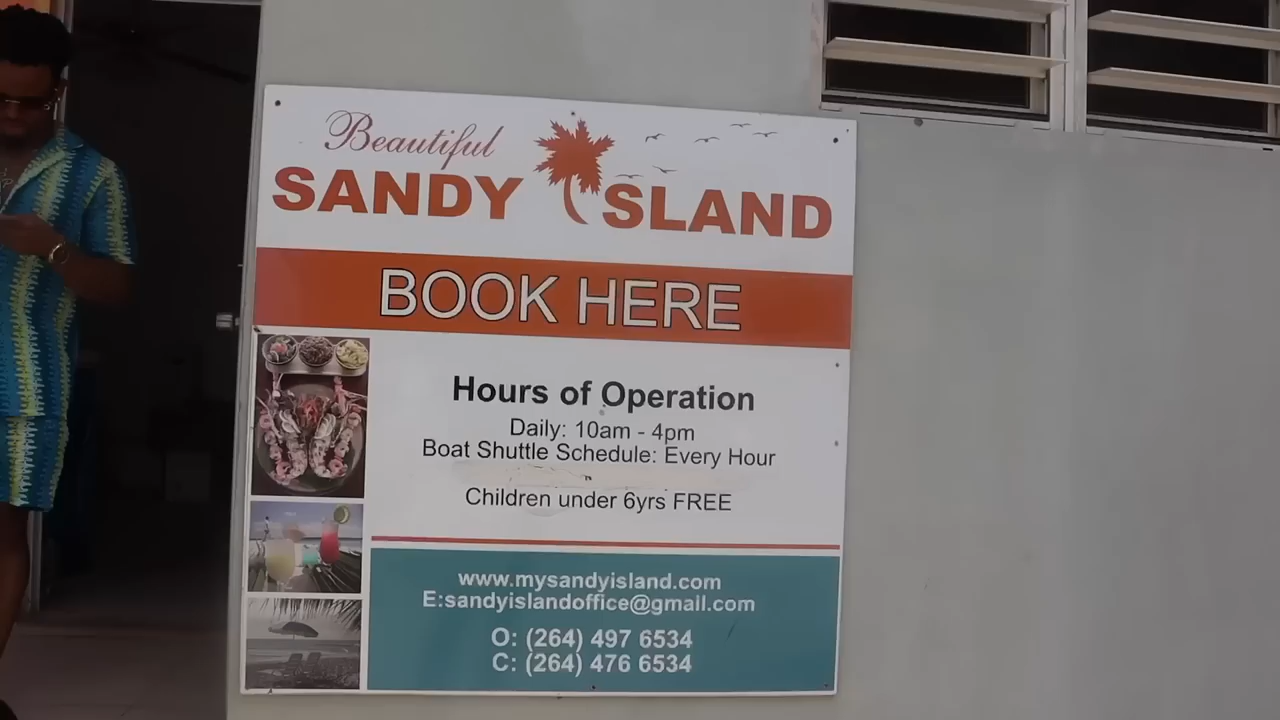 Beautiful
SANDY ISLAND
BOOK HERE
Hours of Operation
Daily: 10am - 4pm
Boat Shuttle Schedule: Every Hour
Children under 6yrs FREE
www.mysandyisland.com
E:sandyislandoffice@gmail.com
O: (264) 497 6534
C: (264) 476 6534